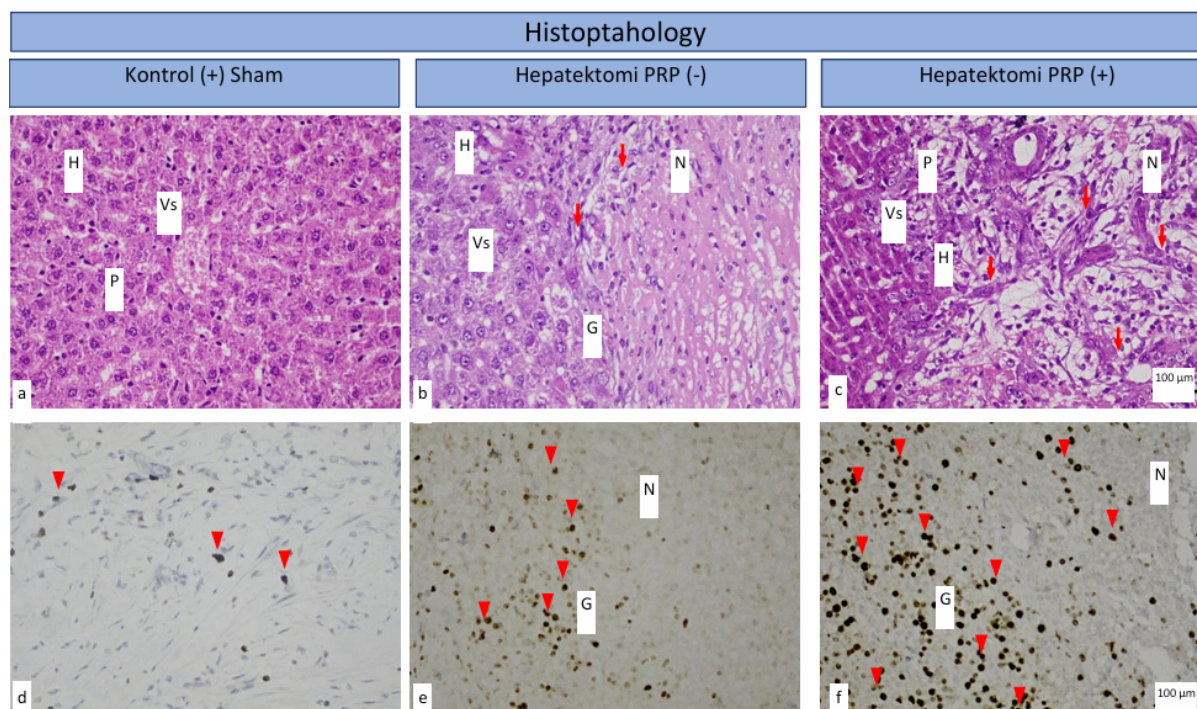 Histoptahology
Kontrol (+) Sham
Hepatektomi PRP (-)
Hepatektomi PRP (+)
H
Vs
P
a
H
N
Vs
G
b
P
N
Vs
H
c
100 µm
d
N
G
e
N
G
f
100 µm